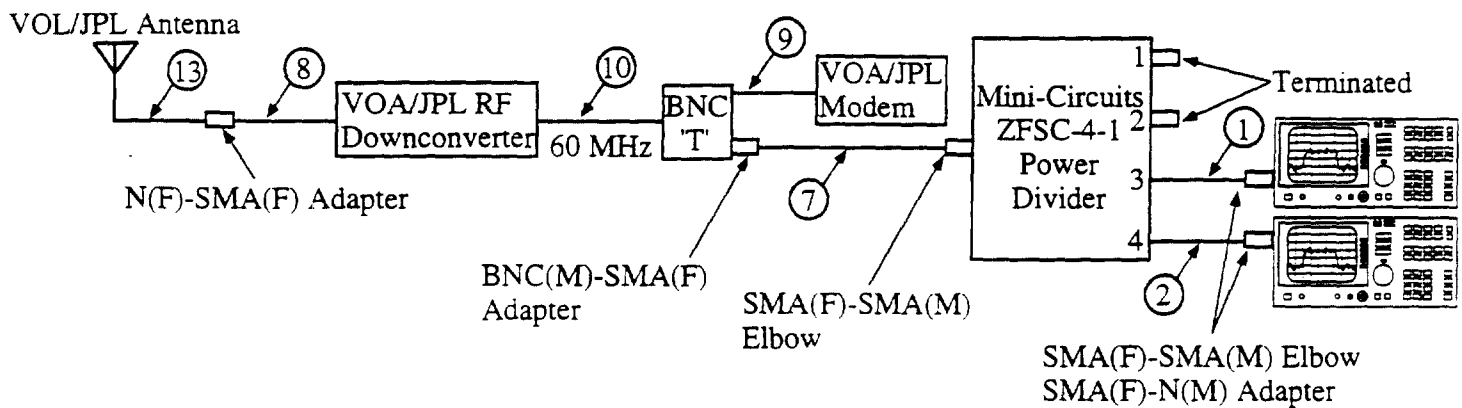 VOL/JPL Antenna
13
8
10
9
VOA/JPL RF
Downconverter
60 MHz
BNC
'T'
VOA/JPL
Modem
7
Mini-Circuits
ZFSC-4-1
Power
Divider
1
2
3
4
Terminated
1
2
N(F)-SMA(F) Adapter
BNC(M)-SMA(F)
Adapter
SMA(F)-SMA(M)
Elbow
SMA(F)-SMA(M) Elbow
SMA(F)-N(M) Adapter